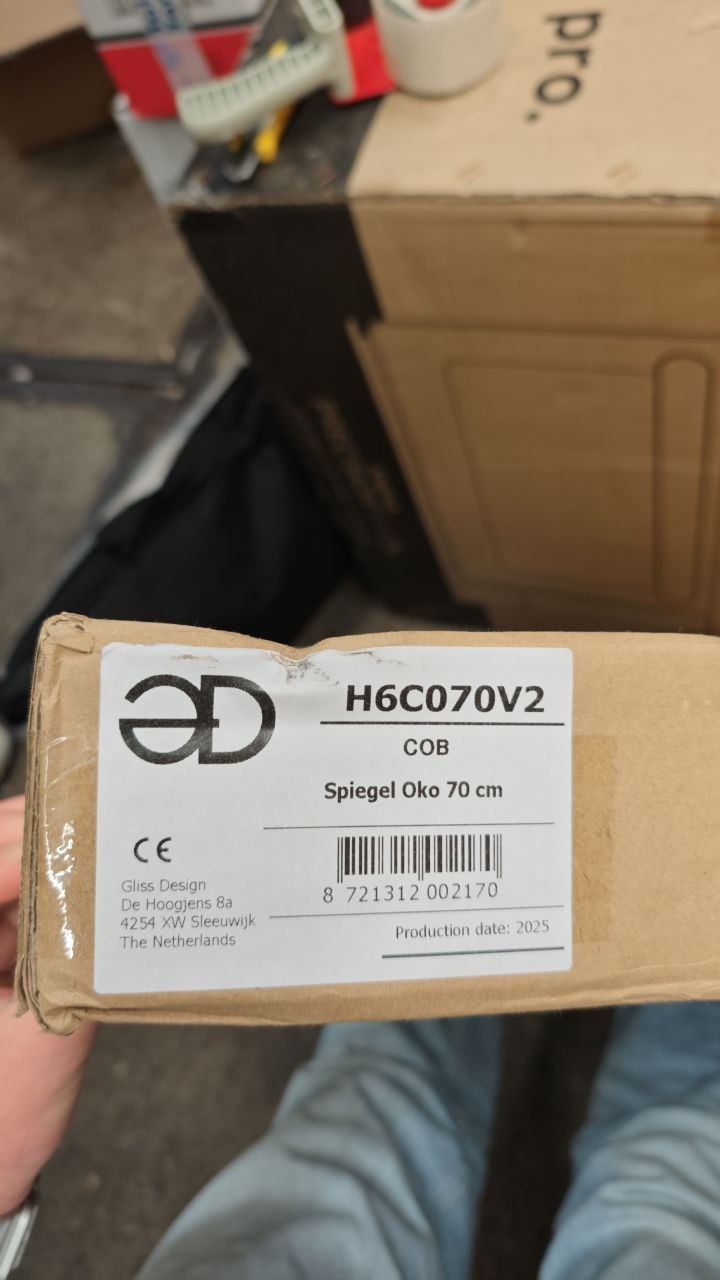 pro.
H6C070V2
COB
Spiegel Oko 70 cm
CE
8 721312 002170
Gliss Design
De Hoogjens 8a
4254 XW Sleeuwijk
The Netherlands
Production date: 2025